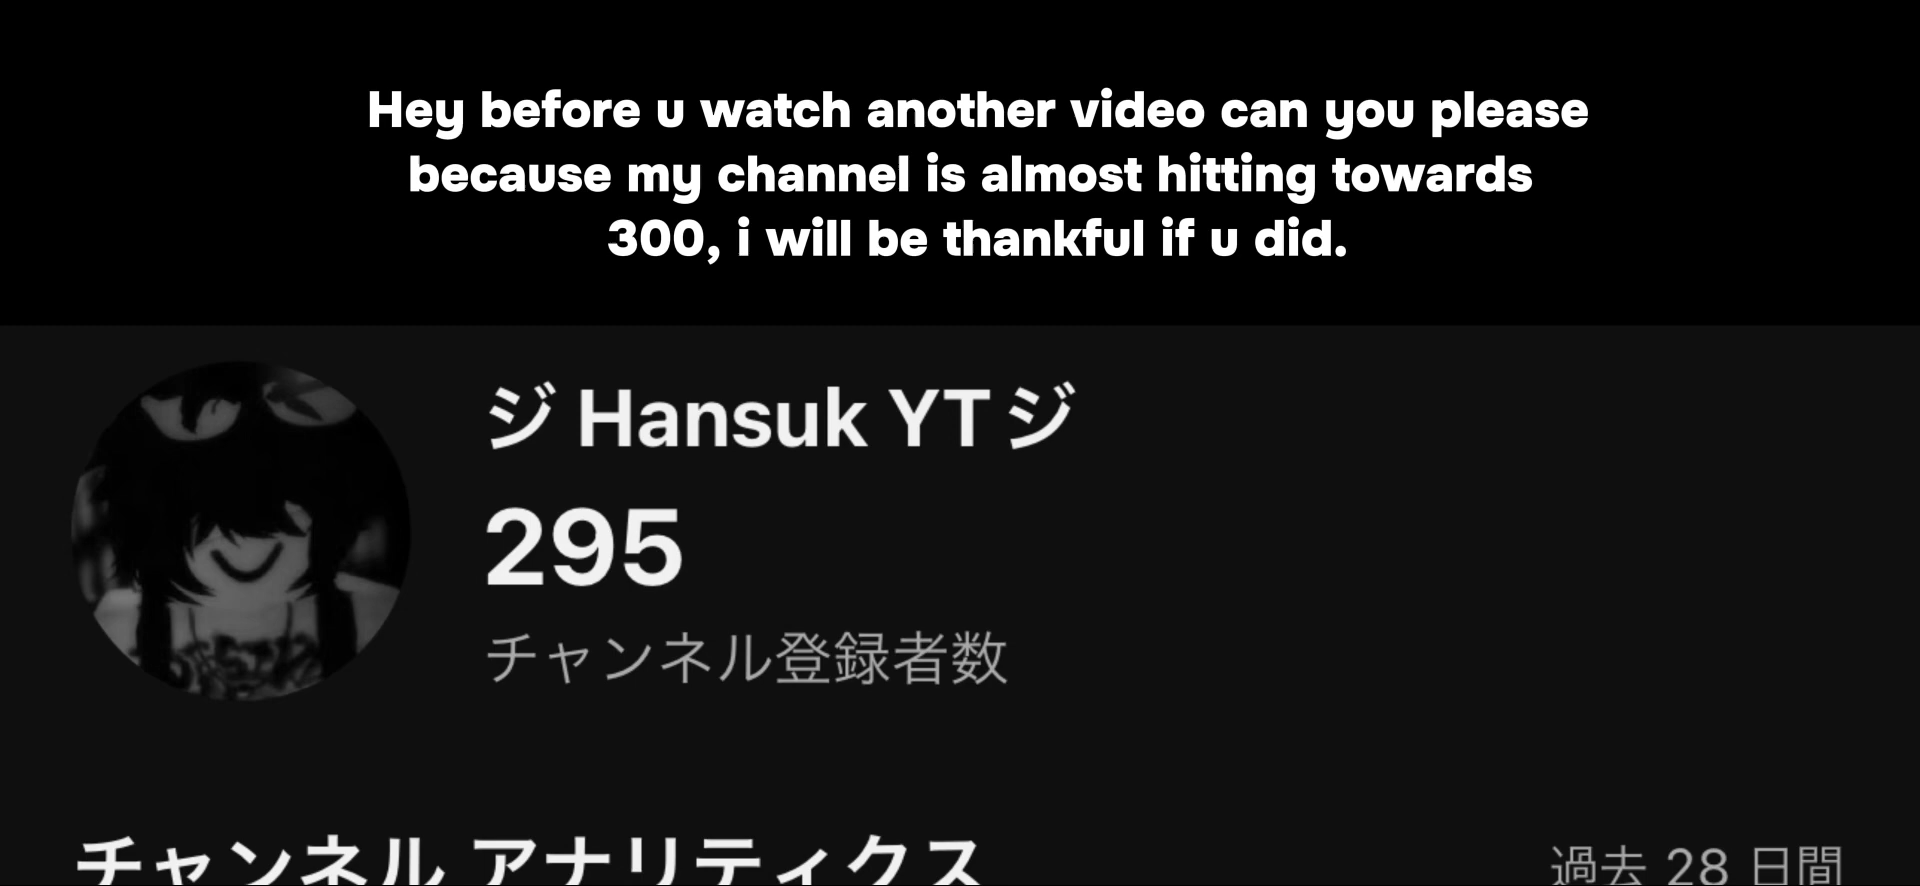 Hey before u watch another video can you please
because my channel is almost hitting towards
300, i will be thankful if u did.
ジ Hansuk YT ジ
295
チャンネル登録者数
チャンネル アナリティクス
過去 28 日間